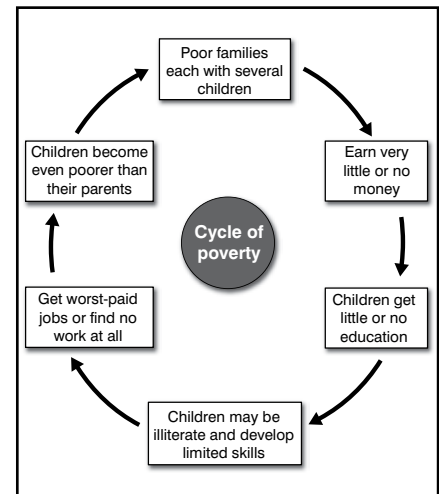 Poor families
each with several
children
Earn very
little or no
money
Children get
little or no
education
Children may be
illiterate and develop
limited skills
Get worst-paid
jobs or find no
work at all
Children become
even poorer than
their parents
Cycle of
poverty